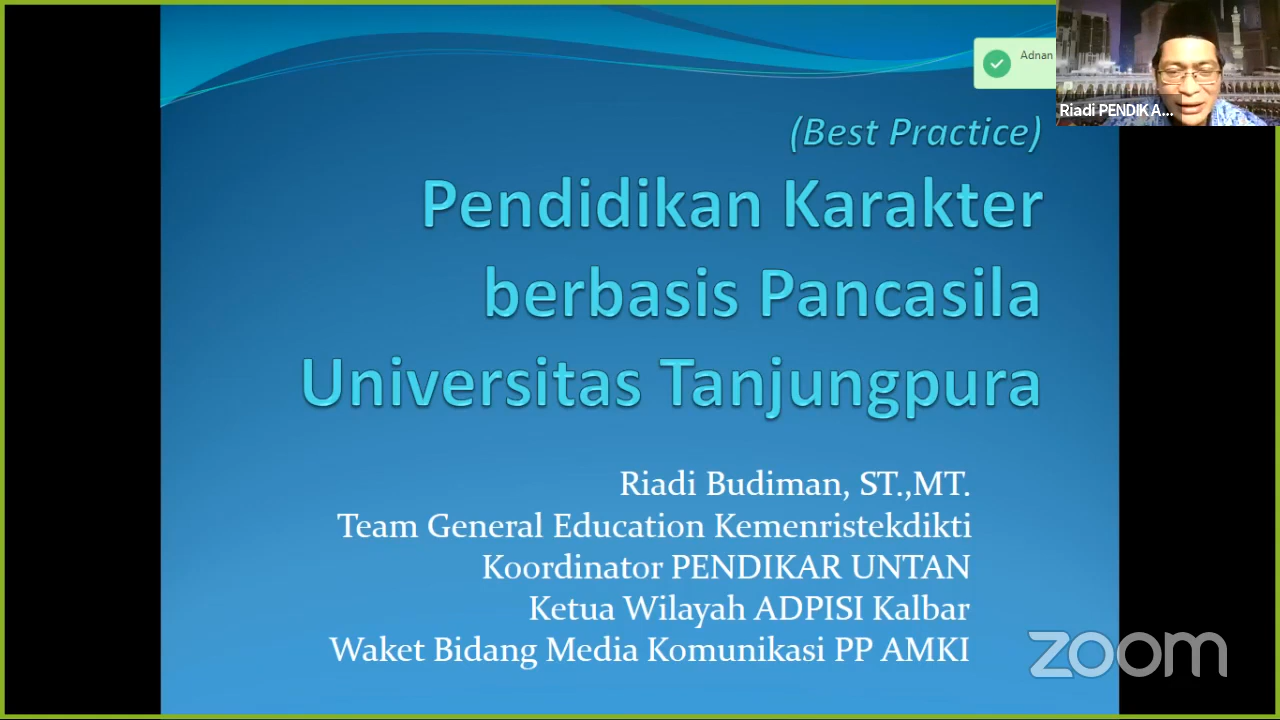 Adnan
Riadi PENDIKA...
(Best Practice)
Pendidikan Karakter
berbasis Pancasila
Universitas Tanjungpura
Riadi Budiman, ST.,MT.
Team General Education Kemenristekdikti
Koordinator PENDIKAR UNTAN
Ketua Wilayah ADPISI Kalbar
Waket Bidang Media Komunikasi PP AMKI
zoom